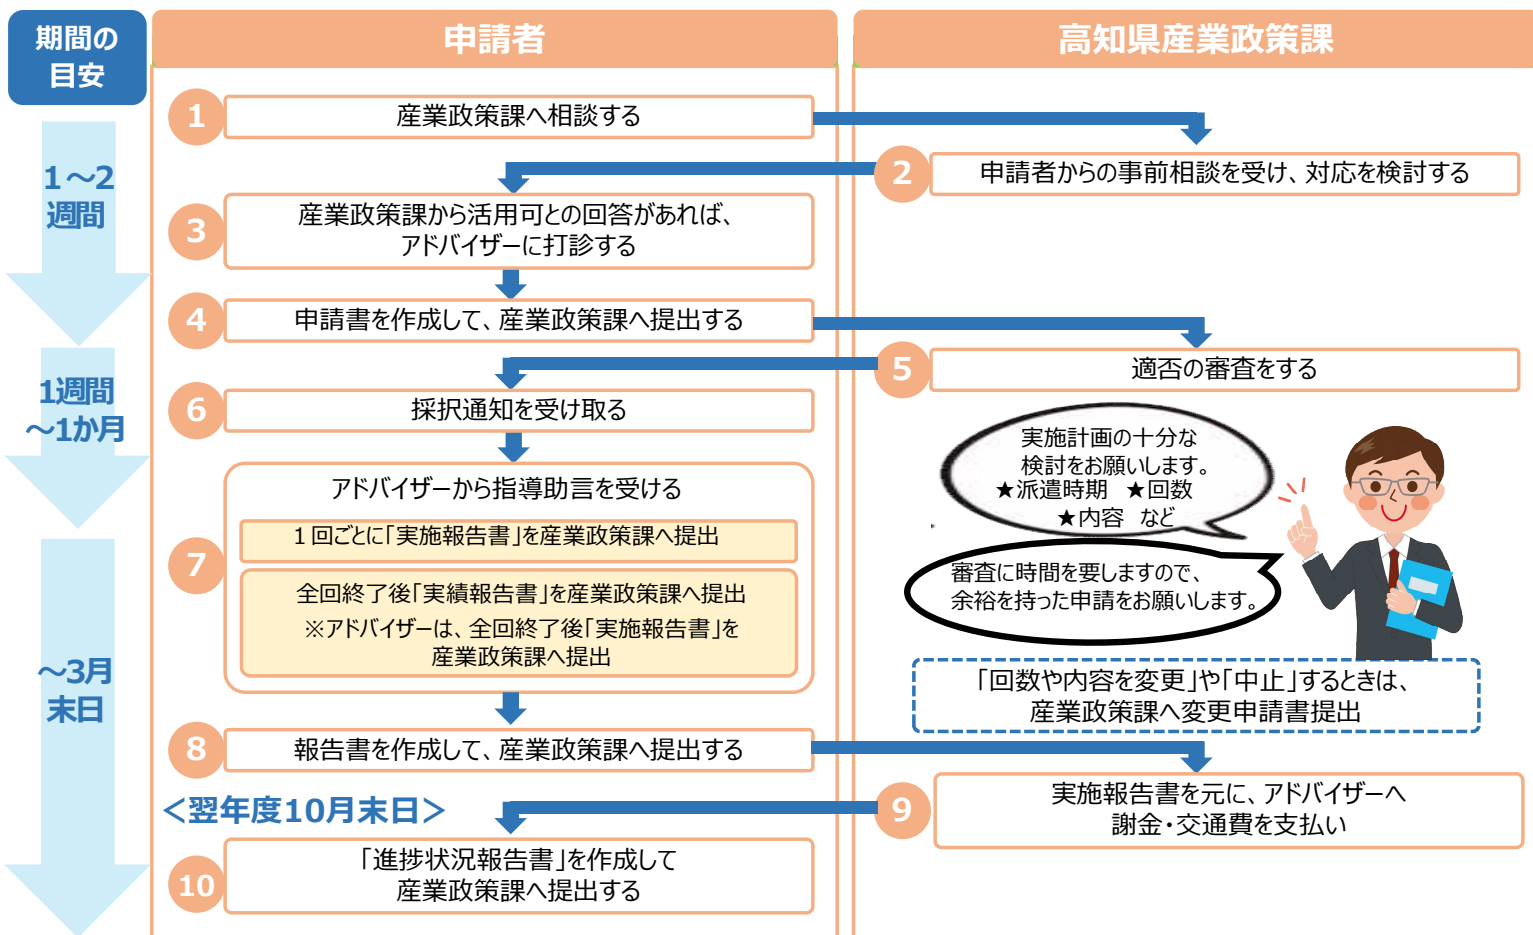 期間の
目安
申請者
高知県産業政策課
1～2
週間
1
産業政策課へ相談する
2
申請者からの事前相談を受け、対応を検討する
3
産業政策課から活用可との回答があれば、
アドバイザーに打診する
4
申請書を作成して、産業政策課へ提出する
1週間
～1か月
5
適否の審査をする
6
採択通知を受け取る
実施計画の十分な
検討をお願いします。
★派遣時期 ★回数
★内容 など
審査に時間を要しますので、
余裕を持った申請をお願いします。
～3月
末日
7
アドバイザーから指導助言を受ける
1回ごとに「実施報告書」を産業政策課へ提出
全回終了後「実績報告書」を産業政策課へ提出
※アドバイザーは、全回終了後「実施報告書」を
産業政策課へ提出
「回数や内容を変更」や「中止」するときは、
産業政策課へ変更申請書提出
8
報告書を作成して、産業政策課へ提出する
9
実施報告書を元に、アドバイザーへ
謝金・交通費を支払い
＜翌年度10月末日＞
10
「進捗状況報告書」を作成して
産業政策課へ提出する